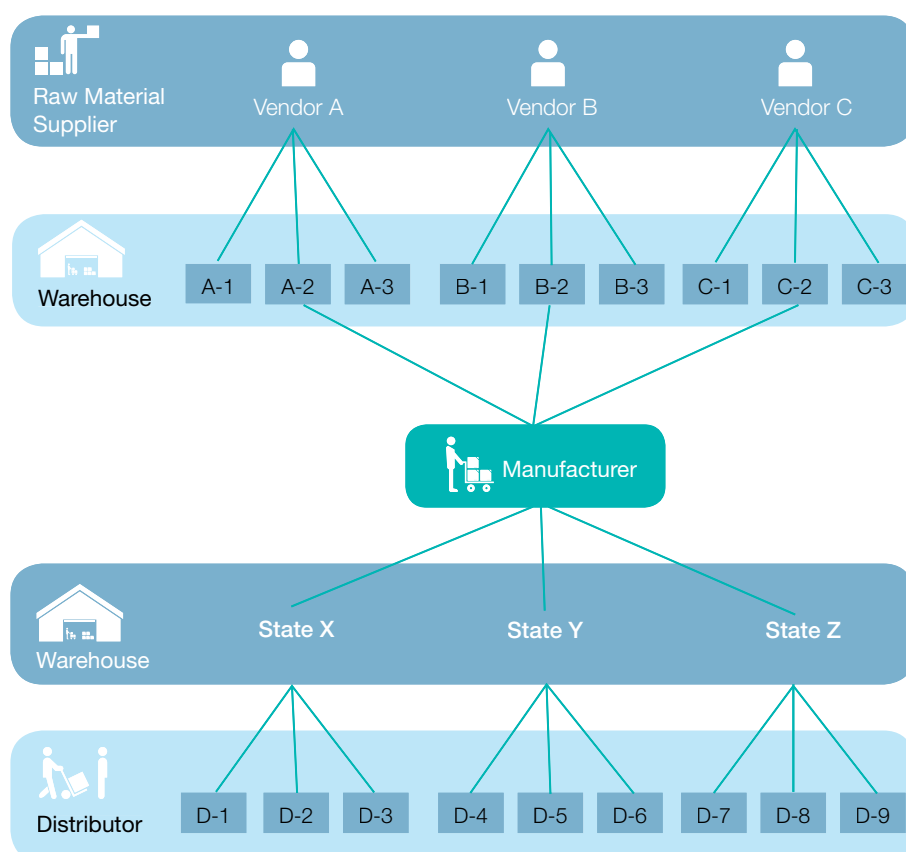 Raw Material
Supplier
Vendor A
Vendor B
Vendor C
Warehouse
A-1
A-2
A-3
B-1
B-2
B-3
C-1
C-2
C-3
Manufacturer
Warehouse
State X
State Y
State Z
Distributor
D-1
D-2
D-3
D-4
D-5
D-6
D-7
D-8
D-9